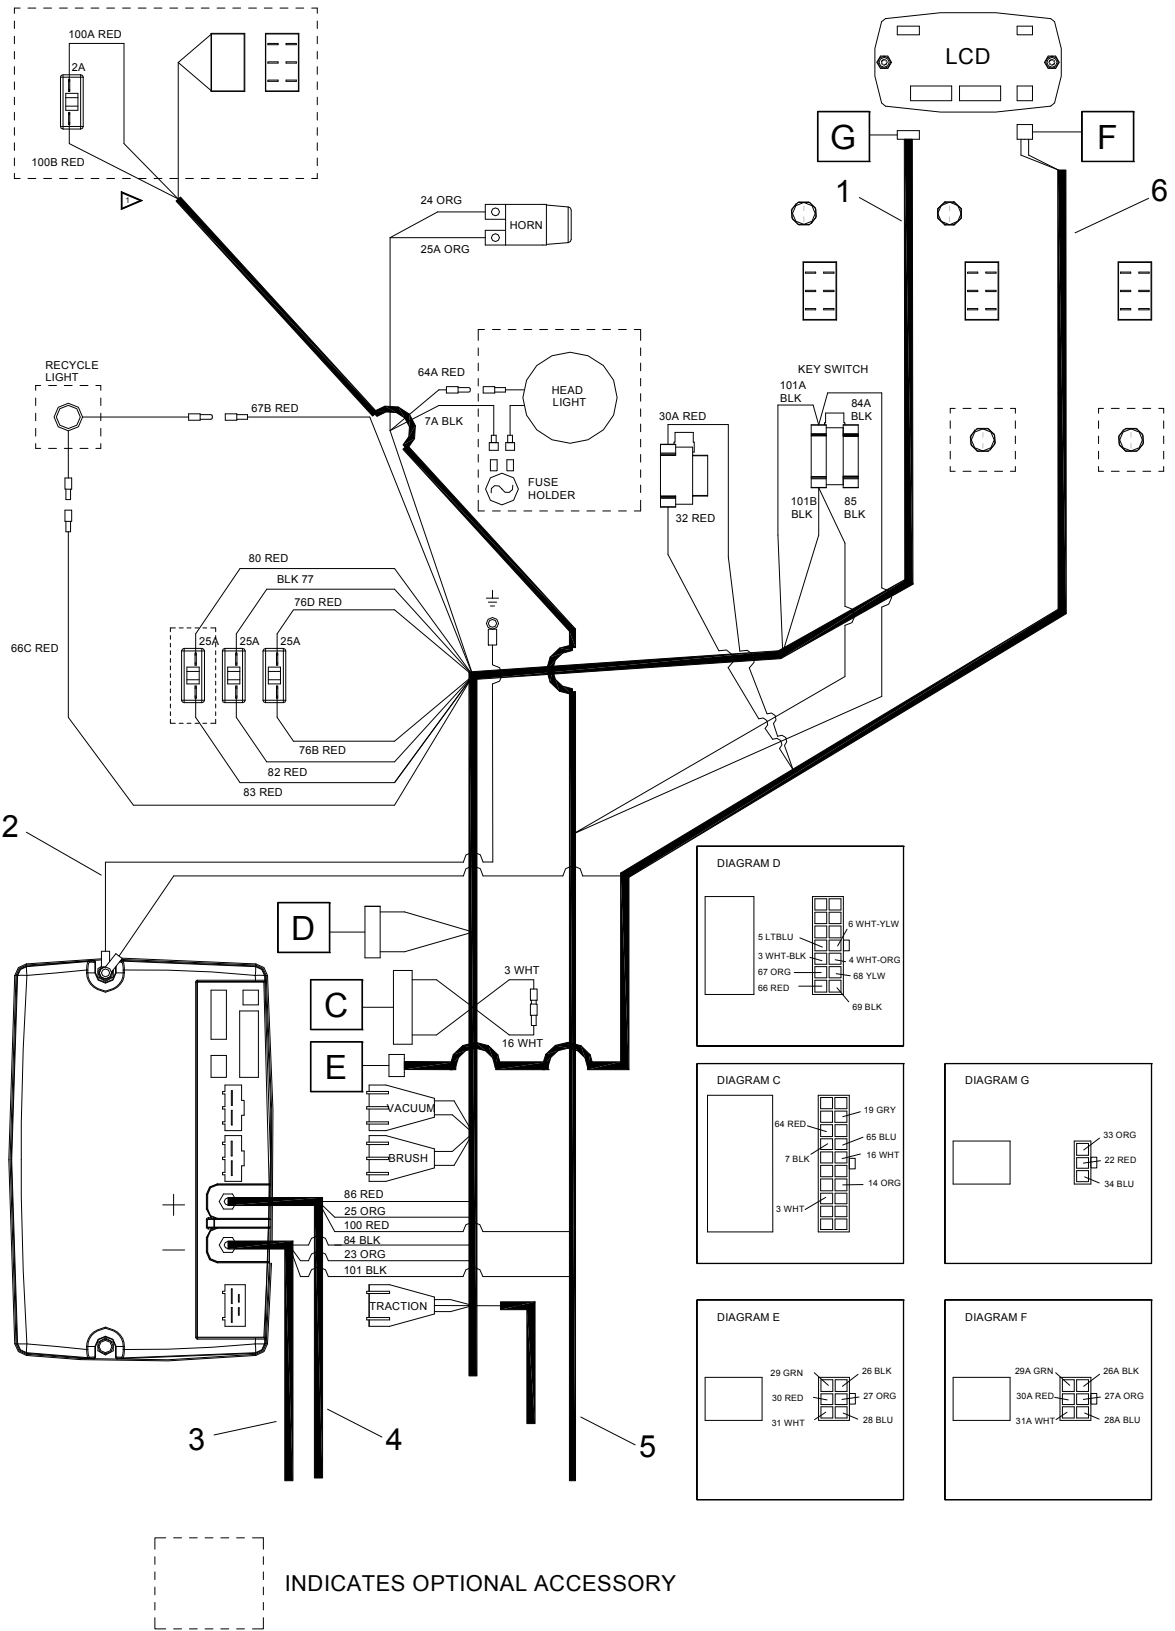 100A RED
2A
100B RED
1
LCD
G
F
1
6
24 ORG
HORN
25A ORG
RECYCLE
LIGHT
67B RED
64A RED
7A BLK
HEAD
LIGHT
FUSE
HOLDER
30A RED
32 RED
KEY SWITCH
101A
BLK
84A
BLK
101B
BLK
85
BLK
80 RED
BLK 77
76D RED
25A
25A
25A
66C RED
76B RED
82 RED
83 RED
2
D
C
3 WHT
16 WHT
E
VACUUM
BRUSH
86 RED
25 ORG
100 RED
84 BLK
23 ORG
101 BLK
TRACTION
+
—
3
4
5
DIAGRAM D
5 LTBLU
6 WHT-YLW
3 WHT-BLK
4 WHT-ORG
67 ORG
68 YLW
66 RED
69 BLK
DIAGRAM C
19 GRY
64 RED
65 BLU
7 BLK
16 WHT
14 ORG
3 WHT
DIAGRAM G
33 ORG
22 RED
34 BLU
DIAGRAM E
29 GRN
26 BLK
30 RED
27 ORG
31 WHT
28 BLU
DIAGRAM F
29A GRN
26A BLK
30A RED
27A ORG
31A WHT
28A BLU
INDICATES OPTIONAL ACCESSORY